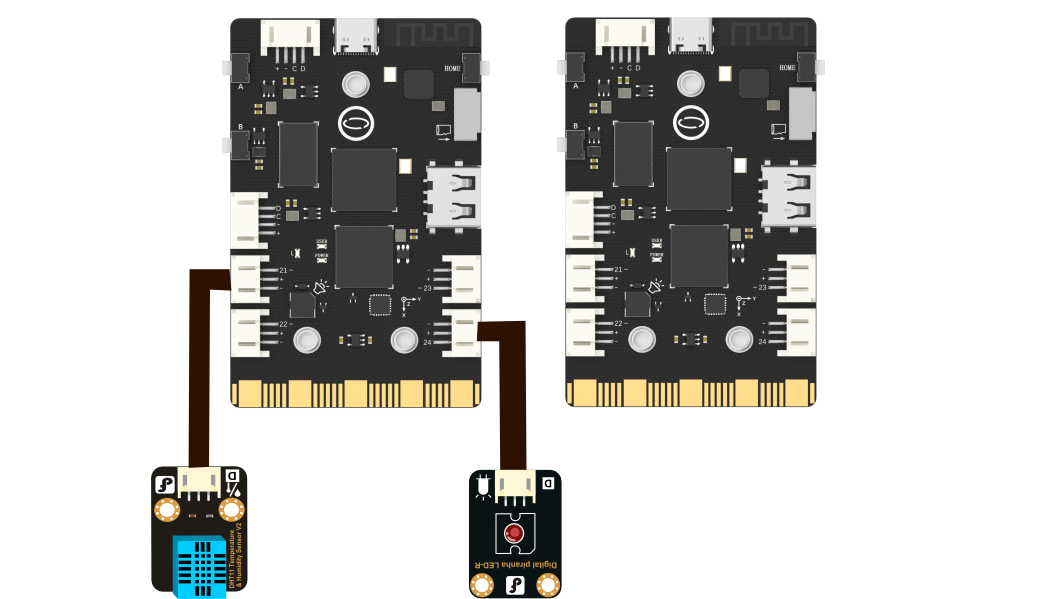 + - C D
HOME
A
B
D
C
-
+
USER
L
POWER
21 -
+
-
-
+
- 23
Y
Z
X
22 -
+
-
-
+
24
+ - C D
HOME
A
B
D
C
-
+
USER
L
POWER
21 -
+
-
-
+
- 23
Y
Z
X
22 -
+
-
-
+
24
D
DHT11 Temperature
& Humidity Sensor V2
D
Digital piranha LED-R